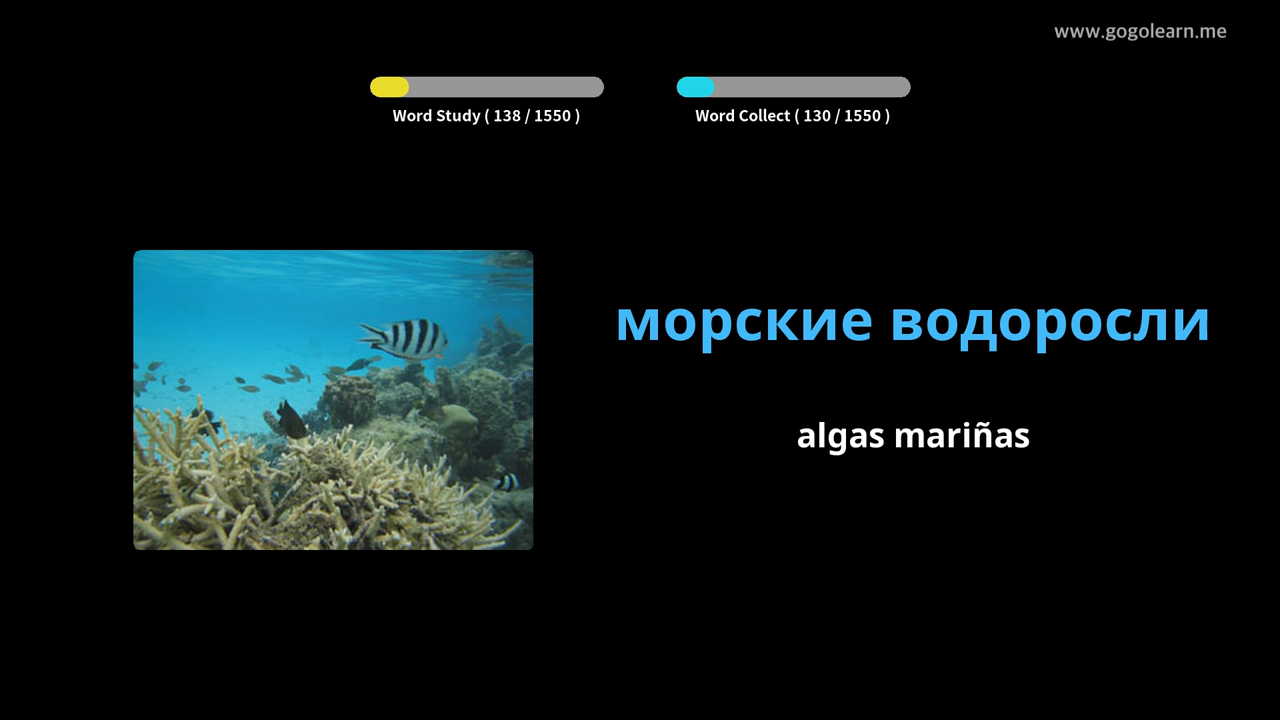 www.gogolearn.me
Word Study ( 138 / 1550 )
Word Collect ( 130 / 1550 )
морские водоросли
algas mariñas